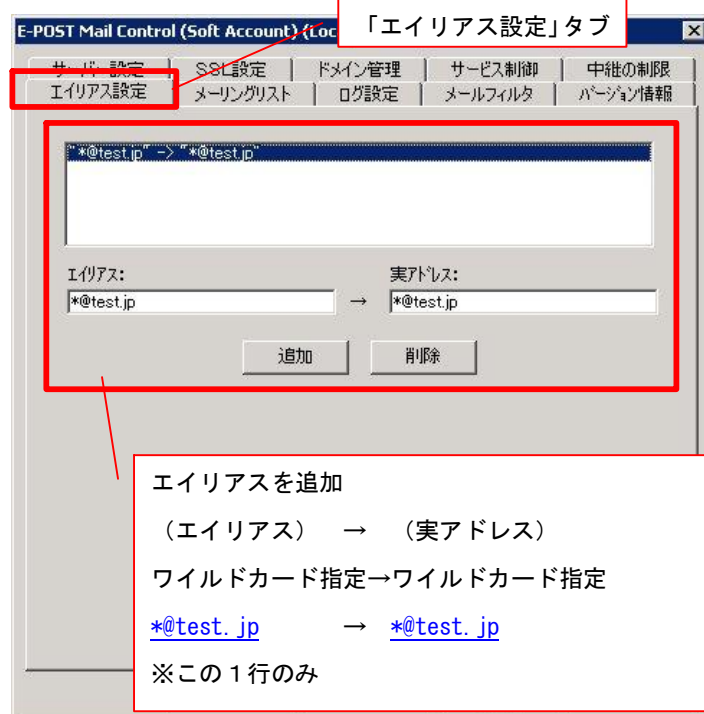 「エイリアス設定」タブ
E-POST Mail Control (Soft Account) {Loc
サーバー設定 SSL設定 ドメイン管理 サービス制御 中継の制限
エイリアス設定 メーリングリスト ログ設定 メールフィルタ バージョン情報
"*@test.jp" -> "*@test.jp"
エイリアス: 実アドレス:
*@test.jp → *@test.jp
追加 削除
エイリアスを追加
(エイリアス) → (実アドレス)
ワイルドカード指定→ワイルドカード指定
*@test.jp → *@test.jp
※この1行のみ